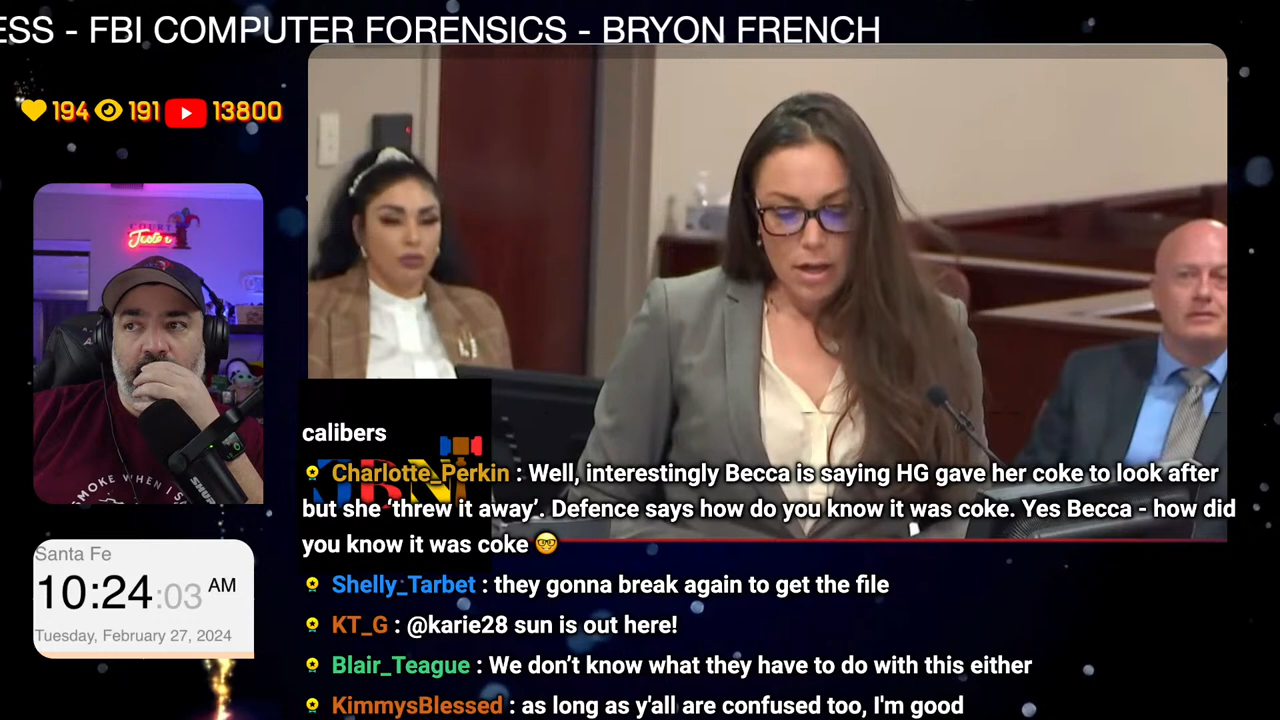 ESS - FBI COMPUTER FORENSICS - BRYON FRENCH
194 191 13800
COURT
calibers
Charlotte_Perkin : Well, interestingly Becca is saying HG gave her coke to look after
but she ‘threw it away’. Defence says how do you know it was coke. Yes Becca - how did
you know it was coke 🤓
Shelly_Tarbet : they gonna break again to get the file
KT_G : @karie28 sun is out here!
Blair_Teague : We don’t know what they have to do with this either
KimmysBlessed : as long as y'all are confused too, I'm good
SMOKE WHEN I S
SHURE
Santa Fe
10:24:03 AM
Tuesday, February 27, 2024